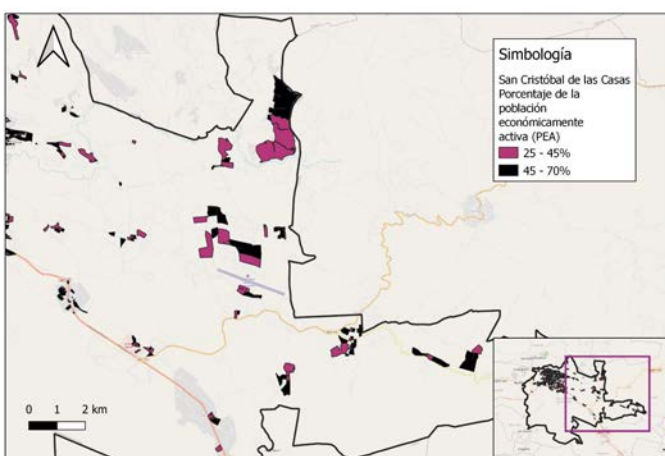 Simbología
San Cristóbal de las Casas
Porcentaje de la
población
económicamente
activa (PEA)
25 - 45%
45 - 70%
0 1 2 km